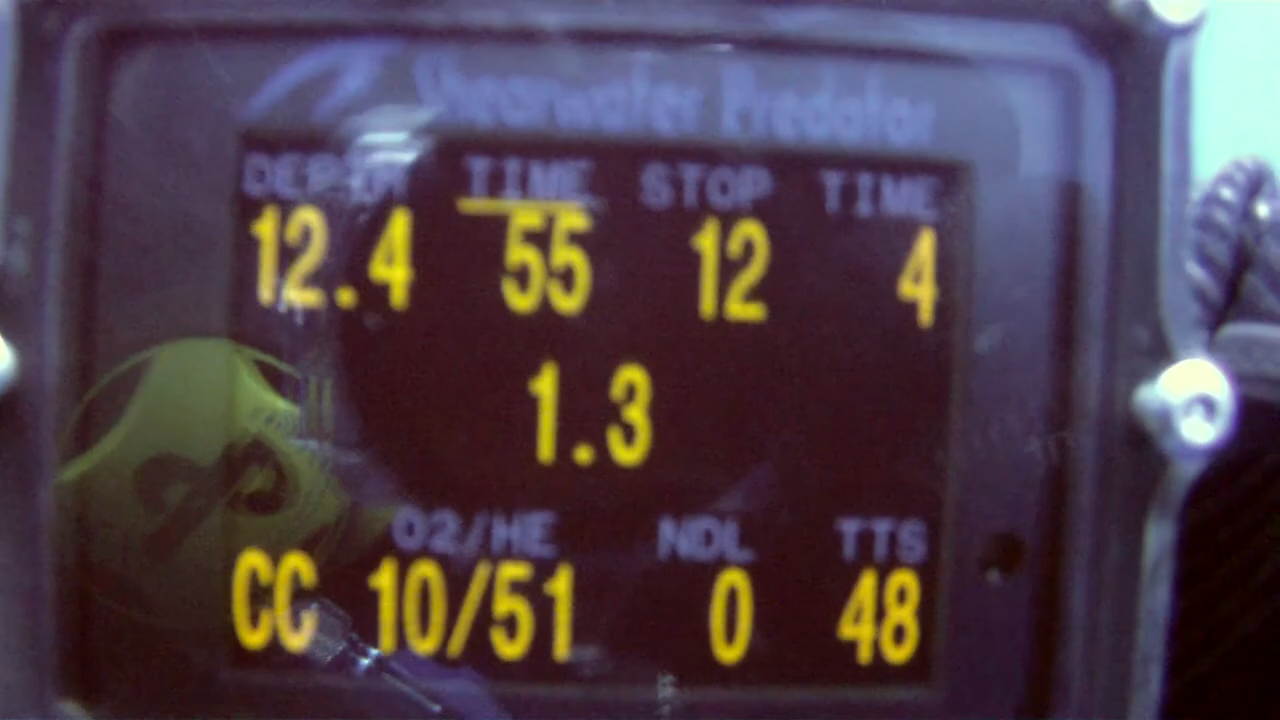 Shearwater Predator
DEPTH TIME STOP TIME
12.4 55 12 4
1.3
O2/HE NDL TTS
CC 10/51 0 48